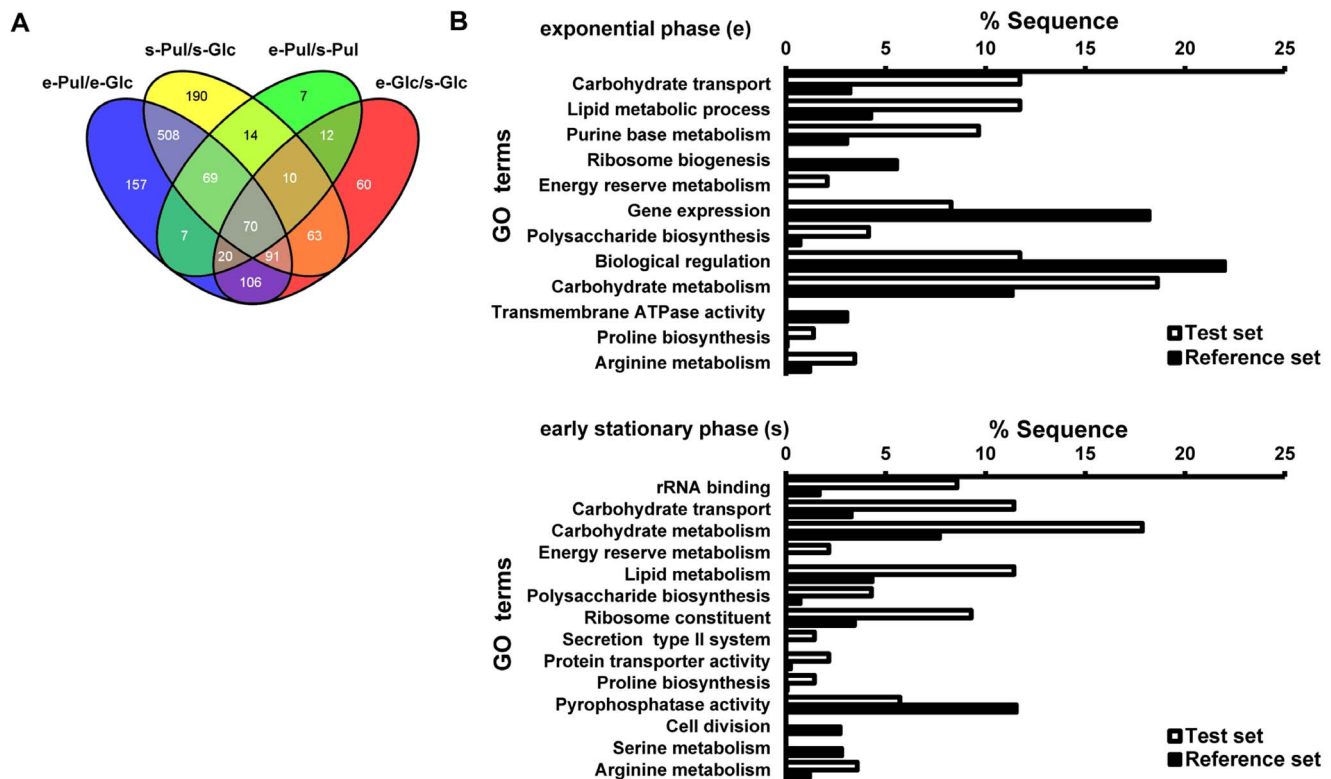 A
s-Pul/s-Glc e-Pul/s-Pul
e-Pul/e-Glc e-Glc/s-Glc
190 7
508 14 12
157 69 10 60
7 70 63
20 91
106
B
exponential phase (e) % Sequence
0 5 10 15 20 25
GO terms
Carbohydrate transport
Lipid metabolic process
Purine base metabolism
Ribosome biogenesis
Energy reserve metabolism
Gene expression
Polysaccharide biosynthesis
Biological regulation
Carbohydrate metabolism
Transmembrane ATPase activity
Proline biosynthesis
Arginine metabolism
Test set
Reference set
early stationary phase (s) % Sequence
0 5 10 15 20 25
GO terms
rRNA binding
Carbohydrate transport
Carbohydrate metabolism
Energy reserve metabolism
Lipid metabolism
Polysaccharide biosynthesis
Ribosome constituent
Secretion type II system
Protein transporter activity
Proline biosynthesis
Pyrophosphatase activity
Cell division
Serine metabolism
Arginine metabolism
Test set
Reference set